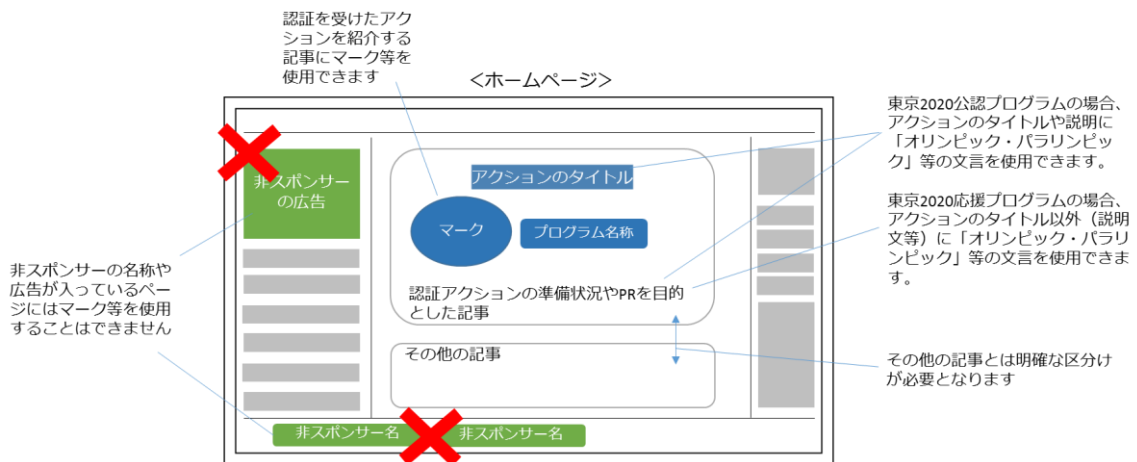 認証を受けたアク
ションを紹介する
記事にマーク等を
使用できます
＜ホームページ＞
東京2020公認プログラムの場合、
アクションのタイトルや説明に
「オリンピック・パラリンピッ
ク」等の文言を使用できます。
非スポンサー
の広告
アクションのタイトル
マーク
プログラム名称
東京2020応援プログラムの場合、
アクションのタイトル以外（説明
文等）に「オリンピック・パラリ
ンピック」等の文言を使用できま
す。
非スポンサーの名称や
広告が入っているペー
ジにはマーク等を使用
することはできません
認証アクションの準備状況やPRを目的
とした記事
その他の記事
その他の記事とは明確な区分け
が必要となります
非スポンサー名
非スポンサー名